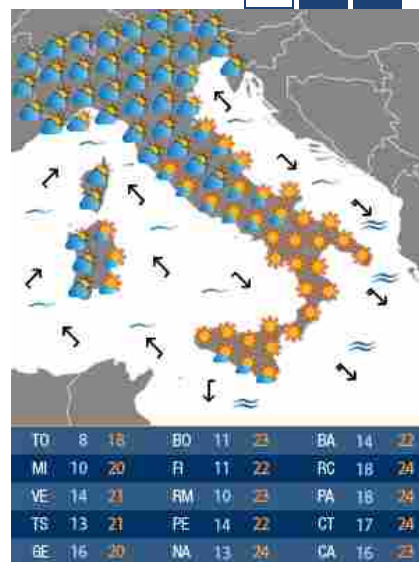 TO 8 18 BO 11 23 BA 14 22
MI 10 20 FI 11 22 RC 18 24
VE 14 21 RM 10 23 PA 18 24
TS 13 21 PE 14 22 CT 17 24
GE 16 20 NA 13 24 CA 16 23